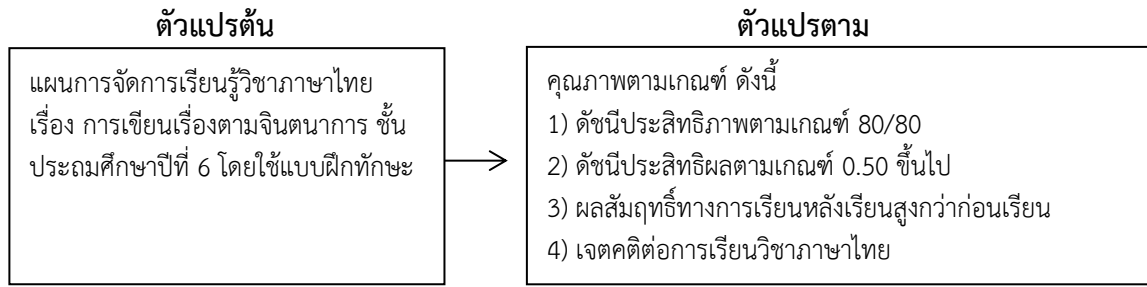 ตัวแปรต้น
แผนการจัดการเรียนรู้วิชาภาษาไทย
เรื่อง การเขียนเรื่องตามจินตนาการ ชั้น
ประถมศึกษาปีที่ 6 โดยใช้แบบฝึกทักษะ
ตัวแปรตาม
คุณภาพตามเกณฑ์ ดังนี้
1) ดัชนีประสิทธิภาพตามเกณฑ์ 80/80
2) ดัชนีประสิทธิผลตามเกณฑ์ 0.50 ขึ้นไป
3) ผลสัมฤทธิ์ทางการเรียนหลังเรียนสูงกว่าก่อนเรียน
4) เจตคติต่อการเรียนวิชาภาษาไทย